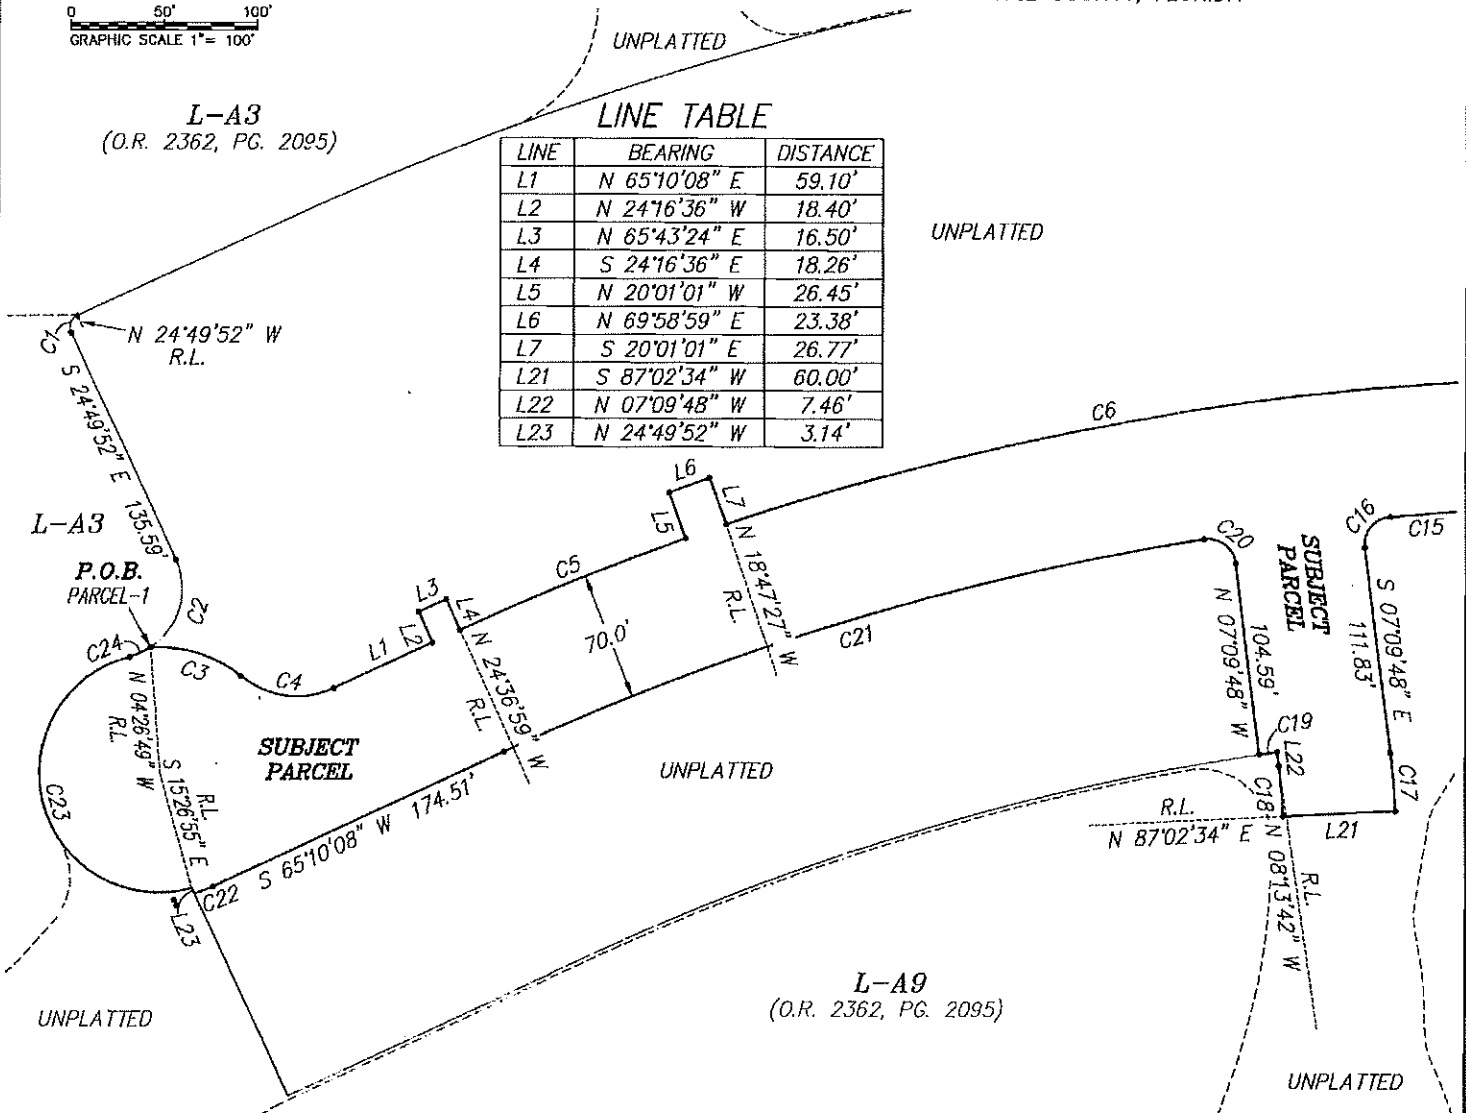 0 50' 100'
GRAPHIC SCALE 1"= 100'
UNPLATTED
L-A3
(O.R. 2362, PG. 2095)
LINE TABLE
LINE BEARING DISTANCE
L1 N 65°10'08" E 59.10'
L2 N 24°16'36" W 18.40'
L3 N 65°43'24" E 16.50'
L4 S 24°16'36" E 18.26'
L5 N 20°01'01" W 26.45'
L6 N 69°58'59" E 23.38'
L7 S 20°01'01" E 26.77'
L21 S 87°02'34" W 60.00'
L22 N 07°09'48" W 7.46'
L23 N 24°49'52" W 3.14'
UNPLATTED
N 24°49'52" W
R.L.
S 24°49'52" E 135.59'
L-A3
P.O.B.
PARCEL-1
C2
C24
C3
C4
L1
L2
L3
L4
C5
L5
L6
L7
C6
N 18°47'27" W
R.L.
70.0'
N 24°36'59" W
R.L.
C21
C20
C16
C15
SUBJECT
PARCEL
N 07°09'48" W
104.59'
S 07°09'48" E
111.83'
C19
L22
C17
C18
L21
R.L.
N 87°02'34" E
N 08°13'42" W
R.L.
N 04°26'49" W
R.L.
S 15°26'55" E
R.L.
SUBJECT
PARCEL
C23
C22
S 65°10'08" W 174.51'
L23
UNPLATTED
L-A9
(O.R. 2362, PG. 2095)
UNPLATTED
UNPLATTED